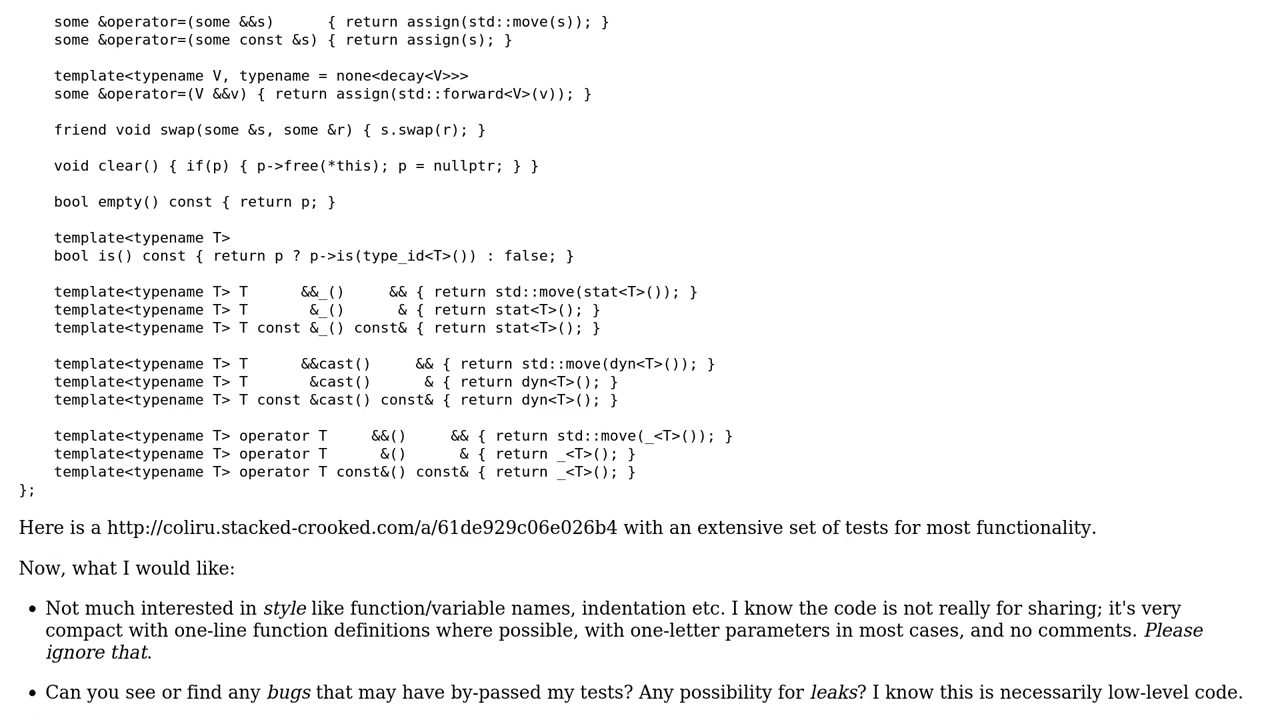 some &operator=(some &&s)      { return assign(std::move(s)); }
    some &operator=(some const &s) { return assign(s); }

    template<typename V, typename = none<decay<V>>>
    some &operator=(V &&v) { return assign(std::forward<V>(v)); }

    friend void swap(some &s, some &r) { s.swap(r); }

    void clear() { if(p) { p->free(*this); p = nullptr; } }

    bool empty() const { return p; }

    template<typename T>
    bool is() const { return p ? p->is(type_id<T>()) : false; }

    template<typename T> T      &&_()     && { return std::move(stat<T>()); }
    template<typename T> T       &_()      & { return stat<T>(); }
    template<typename T> T const &_() const& { return stat<T>(); }

    template<typename T> T      &&cast()     && { return std::move(dyn<T>()); }
    template<typename T> T       &cast()      & { return dyn<T>(); }
    template<typename T> T const &cast() const& { return dyn<T>(); }

    template<typename T> operator T     &&()     && { return std::move(_<T>()); }
    template<typename T> operator T      &()      & { return _<T>(); }
    template<typename T> operator T const&() const& { return _<T>(); }
};
Here is a http://coliru.stacked-crooked.com/a/61de929c06e026b4 with an extensive set of tests for most functionality.
Now, what I would like:
• Not much interested in style like function/variable names, indentation etc. I know the code is not really for sharing; it's very
compact with one-line function definitions where possible, with one-letter parameters in most cases, and no comments. Please
ignore that.
• Can you see or find any bugs that may have by-passed my tests? Any possibility for leaks? I know this is necessarily low-level code.